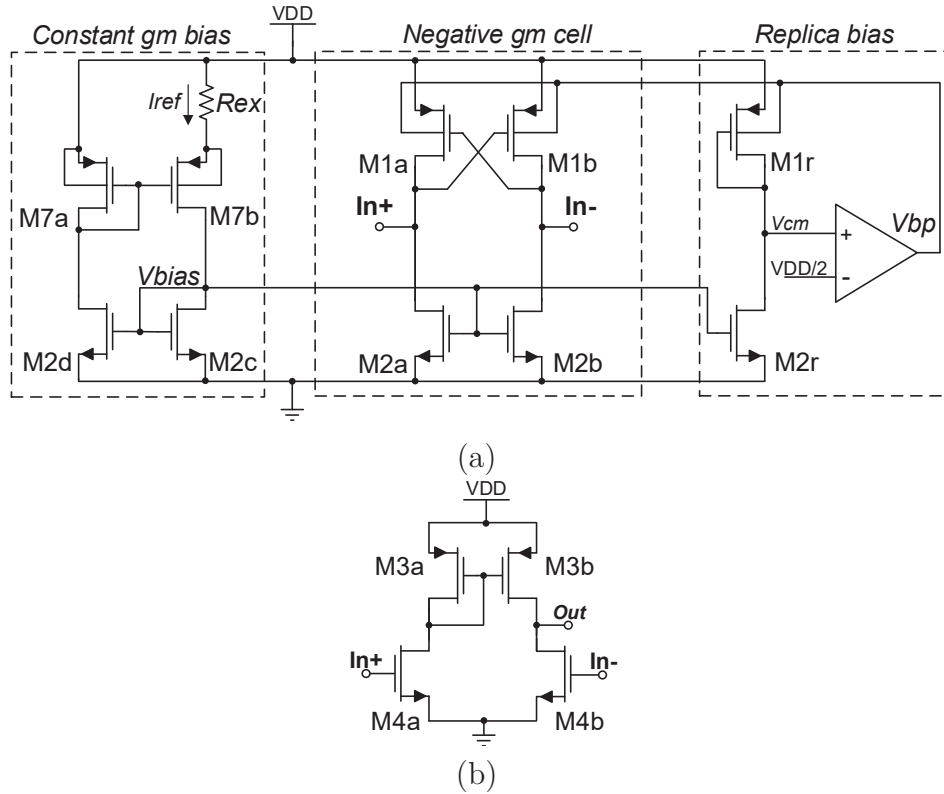 VDD
Constant gm bias
Negative gm cell
Replica bias
Iref
Rex
M7a
M7b
M1a
M1b
M1r
In+
In-
Vcm
Vbp
+
VDD/2
-
Vbias
M2d
M2c
M2a
M2b
M2r
(a)
VDD
M3a
M3b
Out
In+
In-
M4a
M4b
(b)